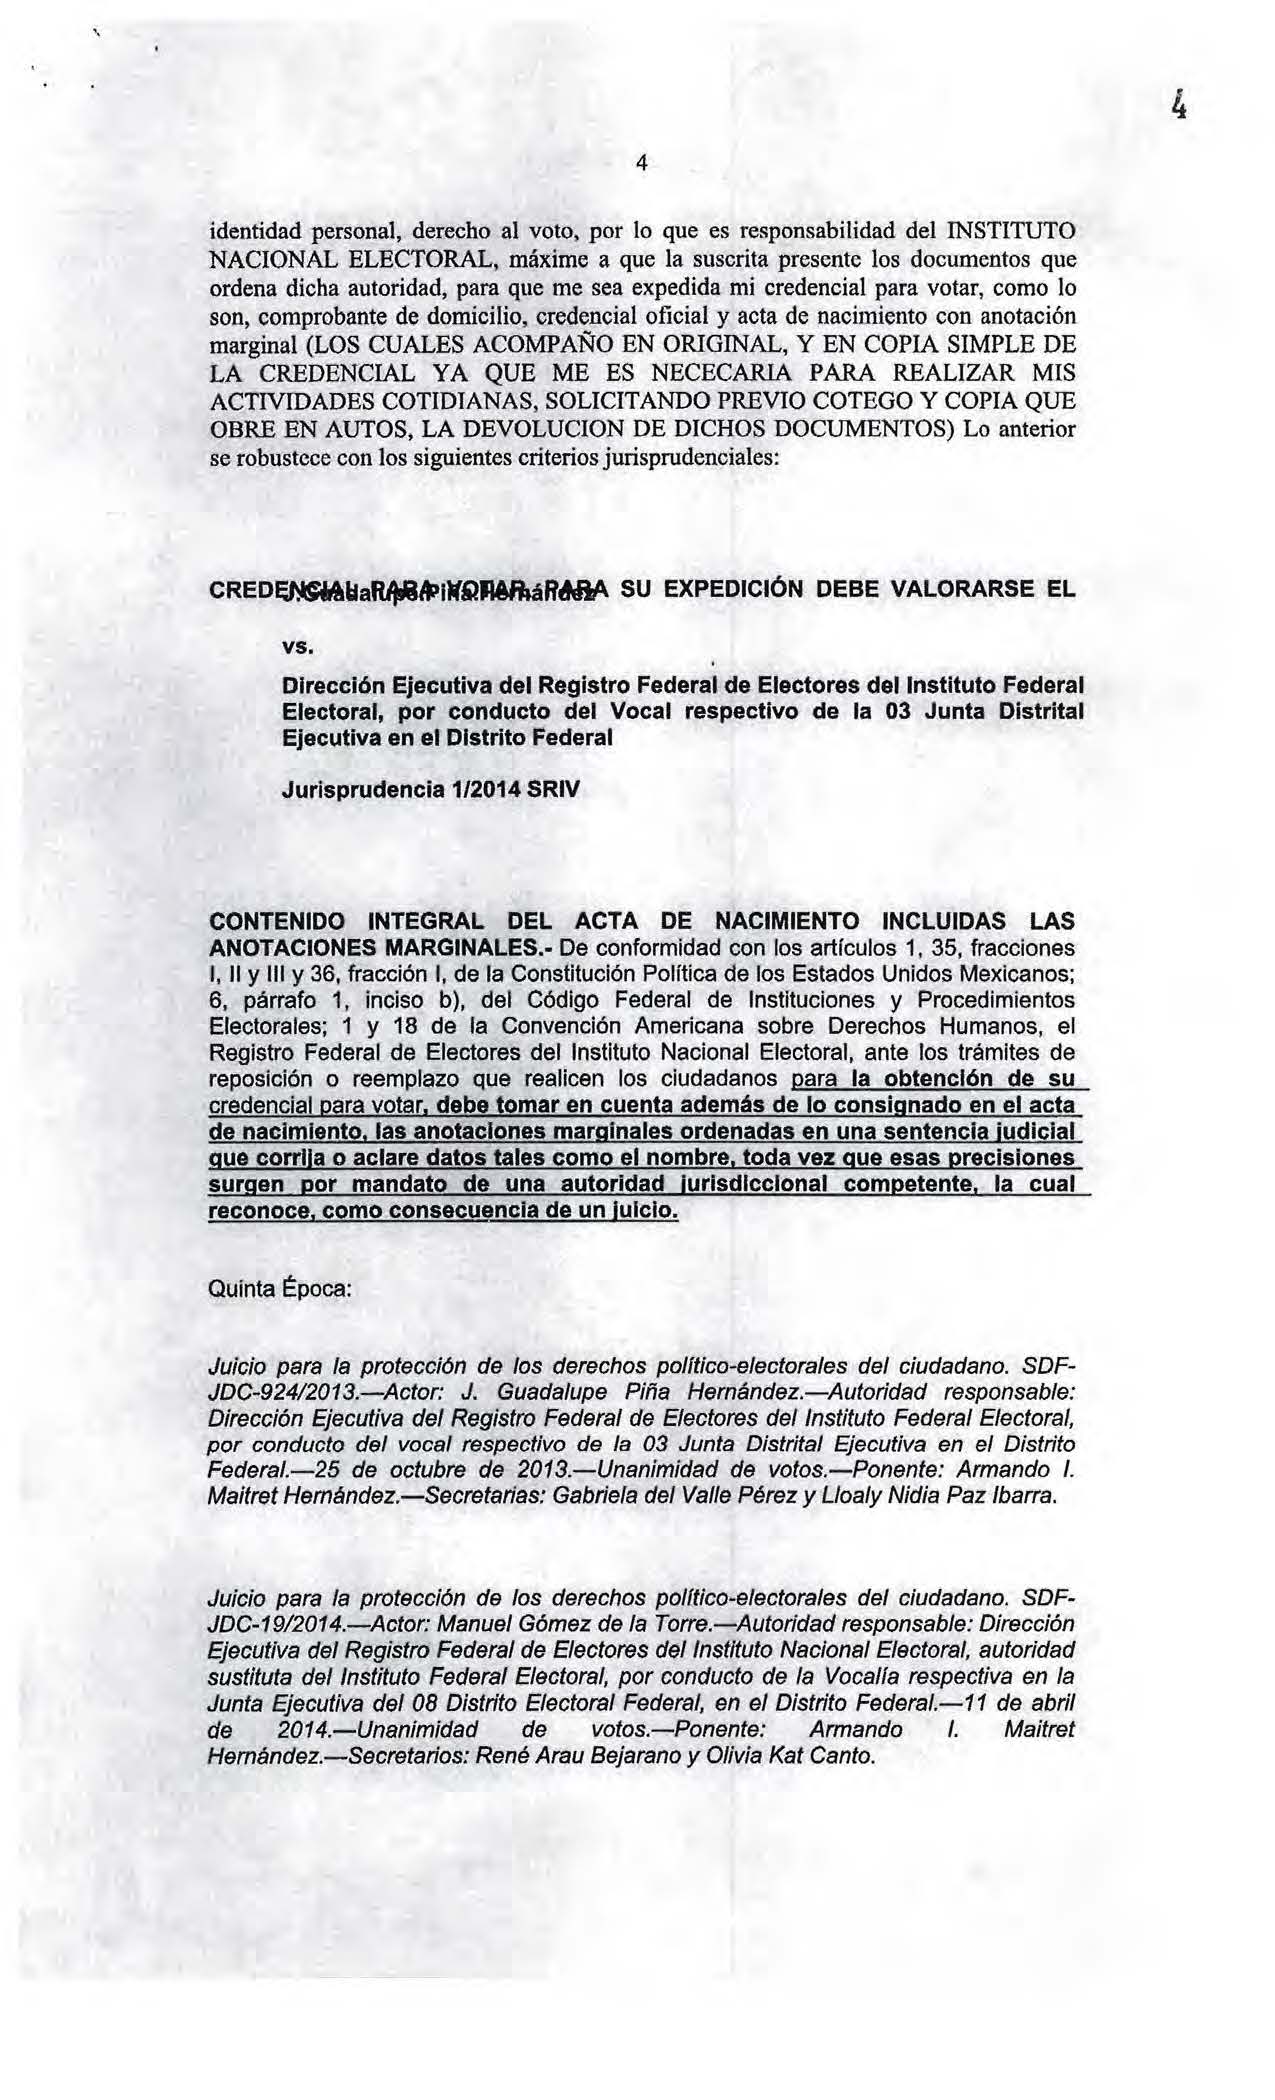 4
4
identidad personal, derecho al voto, por lo que es responsabilidad del INSTITUTO
NACIONAL ELECTORAL, máxime a que la suscrita presente los documentos que
ordena dicha autoridad, para que me sea expedida mi credencial para votar, como lo
son, comprobante de domicilio, credencial oficial y acta de nacimiento con anotación
marginal (LOS CUALES ACOMPAÑO EN ORIGINAL, Y EN COPIA SIMPLE DE
LA CREDENCIAL YA QUE ME ES NECECARIA PARA REALIZAR MIS
ACTIVIDADES COTIDIANAS, SOLICITANDO PREVIO COTEGO Y COPIA QUE
OBRE EN AUTOS, LA DEVOLUCION DE DICHOS DOCUMENTOS) Lo anterior
se robustece con los siguientes criterios jurisprudenciales:
CREDENCIAL PARA VOTAR. PARA SU EXPEDICIÓN DEBE VALORARSE EL
J. Guadalupe Piña Hernández
vs.
Dirección Ejecutiva del Registro Federal de Electores del Instituto Federal
Electoral, por conducto del Vocal respectivo de la 03 Junta Distrital
Ejecutiva en el Distrito Federal
Jurisprudencia 1/2014 SRIV
CONTENIDO INTEGRAL DEL ACTA DE NACIMIENTO INCLUIDAS LAS
ANOTACIONES MARGINALES.- De conformidad con los artículos 1, 35, fracciones
I, II y III y 36, fracción I, de la Constitución Política de los Estados Unidos Mexicanos;
6, párrafo 1, inciso b), del Código Federal de Instituciones y Procedimientos
Electorales; 1 y 18 de la Convención Americana sobre Derechos Humanos, el
Registro Federal de Electores del Instituto Nacional Electoral, ante los trámites de
reposición o reemplazo que realicen los ciudadanos para la obtención de su
credencial para votar, debe tomar en cuenta además de lo consignado en el acta
de nacimiento, las anotaciones marginales ordenadas en una sentencia judicial
que corrija o aclare datos tales como el nombre, toda vez que esas precisiones
surgen por mandato de una autoridad jurisdiccional competente, la cual
reconoce, como consecuencia de un juicio.
Quinta Época:
Juicio para la protección de los derechos político-electorales del ciudadano. SDF-
JDC-924/2013.—Actor: J. Guadalupe Piña Hernández.—Autoridad responsable:
Dirección Ejecutiva del Registro Federal de Electores del Instituto Federal Electoral,
por conducto del vocal respectivo de la 03 Junta Distrital Ejecutiva en el Distrito
Federal.—25 de octubre de 2013.—Unanimidad de votos.—Ponente: Armando I.
Maitret Hernández.—Secretarias: Gabriela del Valle Pérez y Lloaly Nidia Paz Ibarra.
Juicio para la protección de los derechos político-electorales del ciudadano. SDF-
JDC-19/2014.—Actor: Manuel Gómez de la Torre.—Autoridad responsable: Dirección
Ejecutiva del Registro Federal de Electores del Instituto Nacional Electoral, autoridad
sustituta del Instituto Federal Electoral, por conducto de la Vocalía respectiva en la
Junta Ejecutiva del 08 Distrito Electoral Federal, en el Distrito Federal.—11 de abril
de 2014.—Unanimidad de votos.—Ponente: Armando I. Maitret
Hernández.—Secretarios: René Arau Bejarano y Olivia Kat Canto.